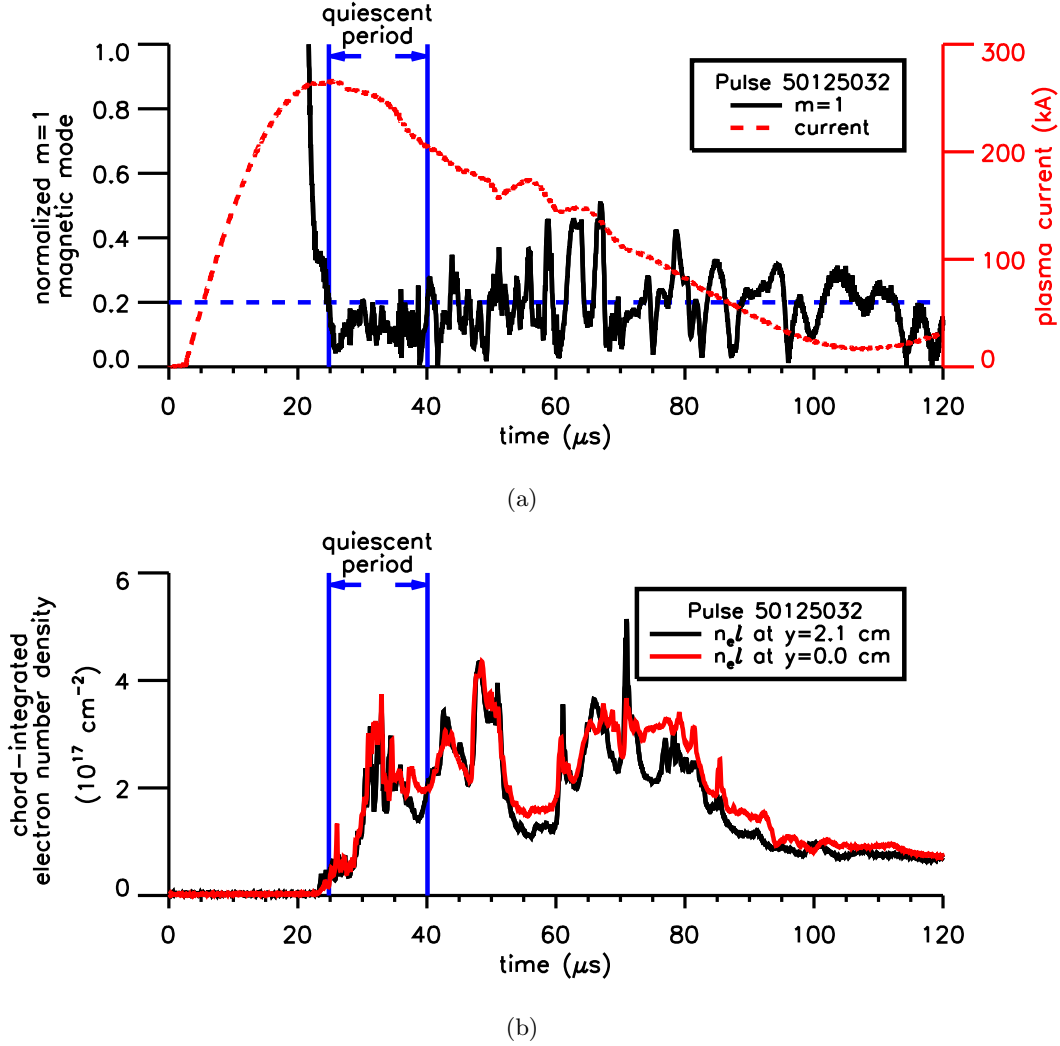 quiescent
period
1.0
0.8
0.6
0.4
0.2
0.0
normalized m=1
magnetic mode
Pulse 50125032
m=1
current
300
200
100
0
plasma current (kA)
0 20 40 60 80 100 120
time (μs)
(a)
quiescent
period
6
4
2
0
chord-integrated
electron number density
(10¹⁷ cm⁻²)
Pulse 50125032
nₑl at y=2.1 cm
nₑl at y=0.0 cm
0 20 40 60 80 100 120
time (μs)
(b)